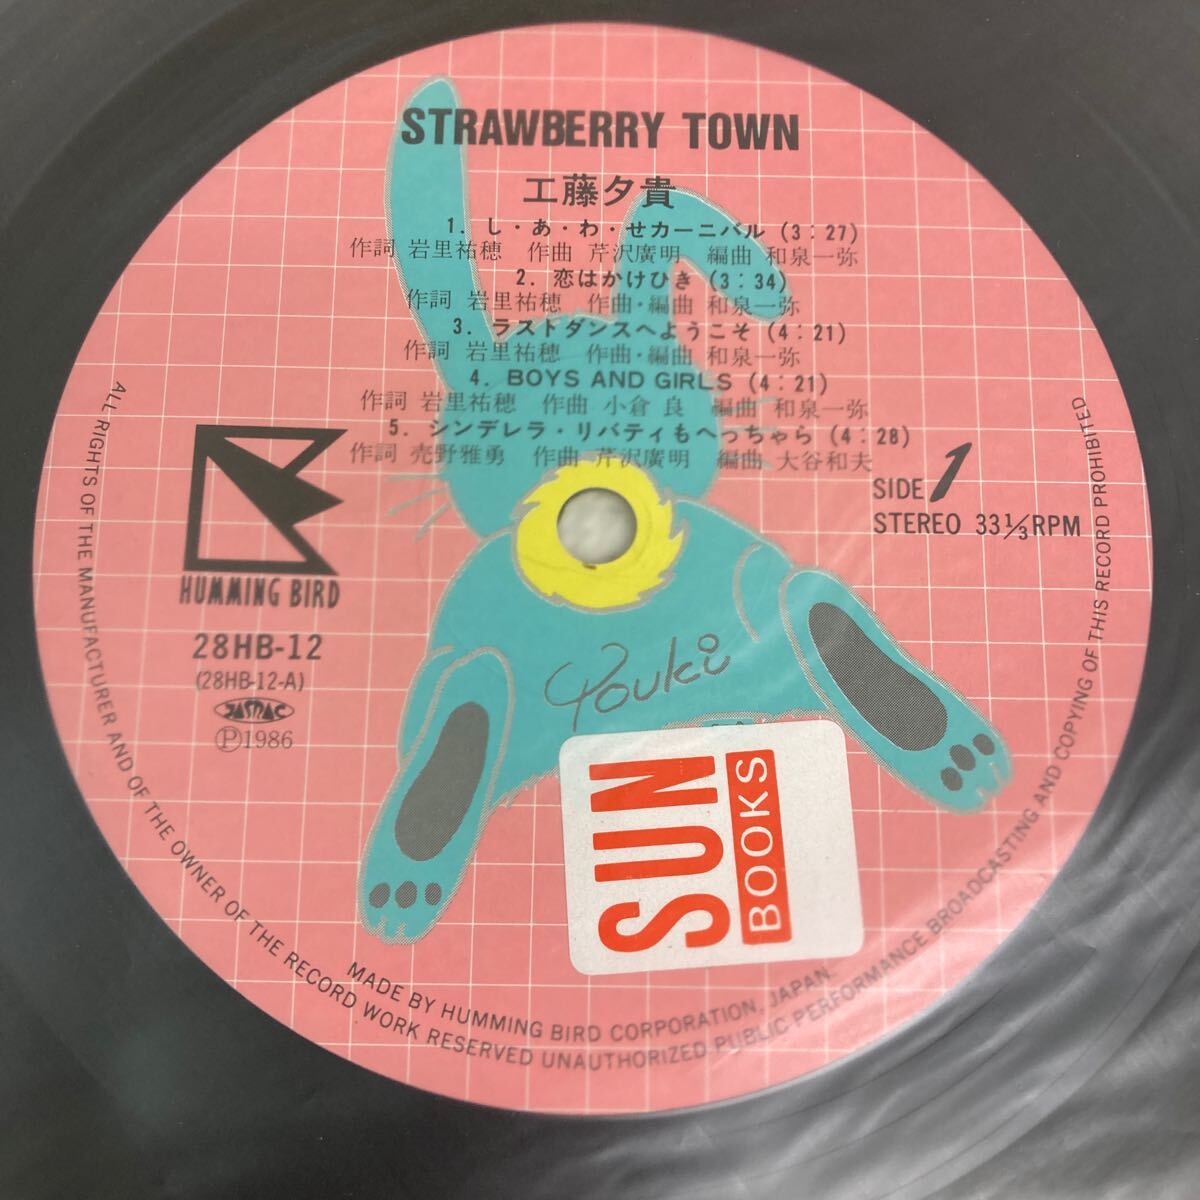 STRAWBERRY TOWN
工藤夕貴
1. し・あ・わ・せカーニバル (3:27)
作詞 岩里祐穂 作曲 芹沢廣明 編曲 和泉一弥
2. 恋はかけひき (3:34)
作詞 岩里祐穂 作曲・編曲 和泉一弥
3. ラストダンスへようこそ (4:21)
作詞 岩里祐穂 作曲・編曲 和泉一弥
4. BOYS AND GIRLS (4:21)
作詞 岩里祐穂 作曲 小倉 良 編曲 和泉一弥
5. シンデレラ・リバティもへっちゃら (4:28)
作詞 売野雅勇 作曲 芹沢廣明 編曲 大谷和夫
SIDE 1
STEREO 33⅓RPM
HUMMING BIRD
28HB-12
(28HB-12-A)
JASRAC
Ⓟ1986
Youki
SUN
BOOKS
MADE BY HUMMING BIRD CORPORATION, JAPAN.
ALL RIGHTS OF THE MANUFACTURER AND OF THE OWNER OF THE RECORD WORK RESERVED UNAUTHORIZED PUBLIC PERFORMANCE BROADCASTING AND COPYING OF THIS RECORD PROHIBITED